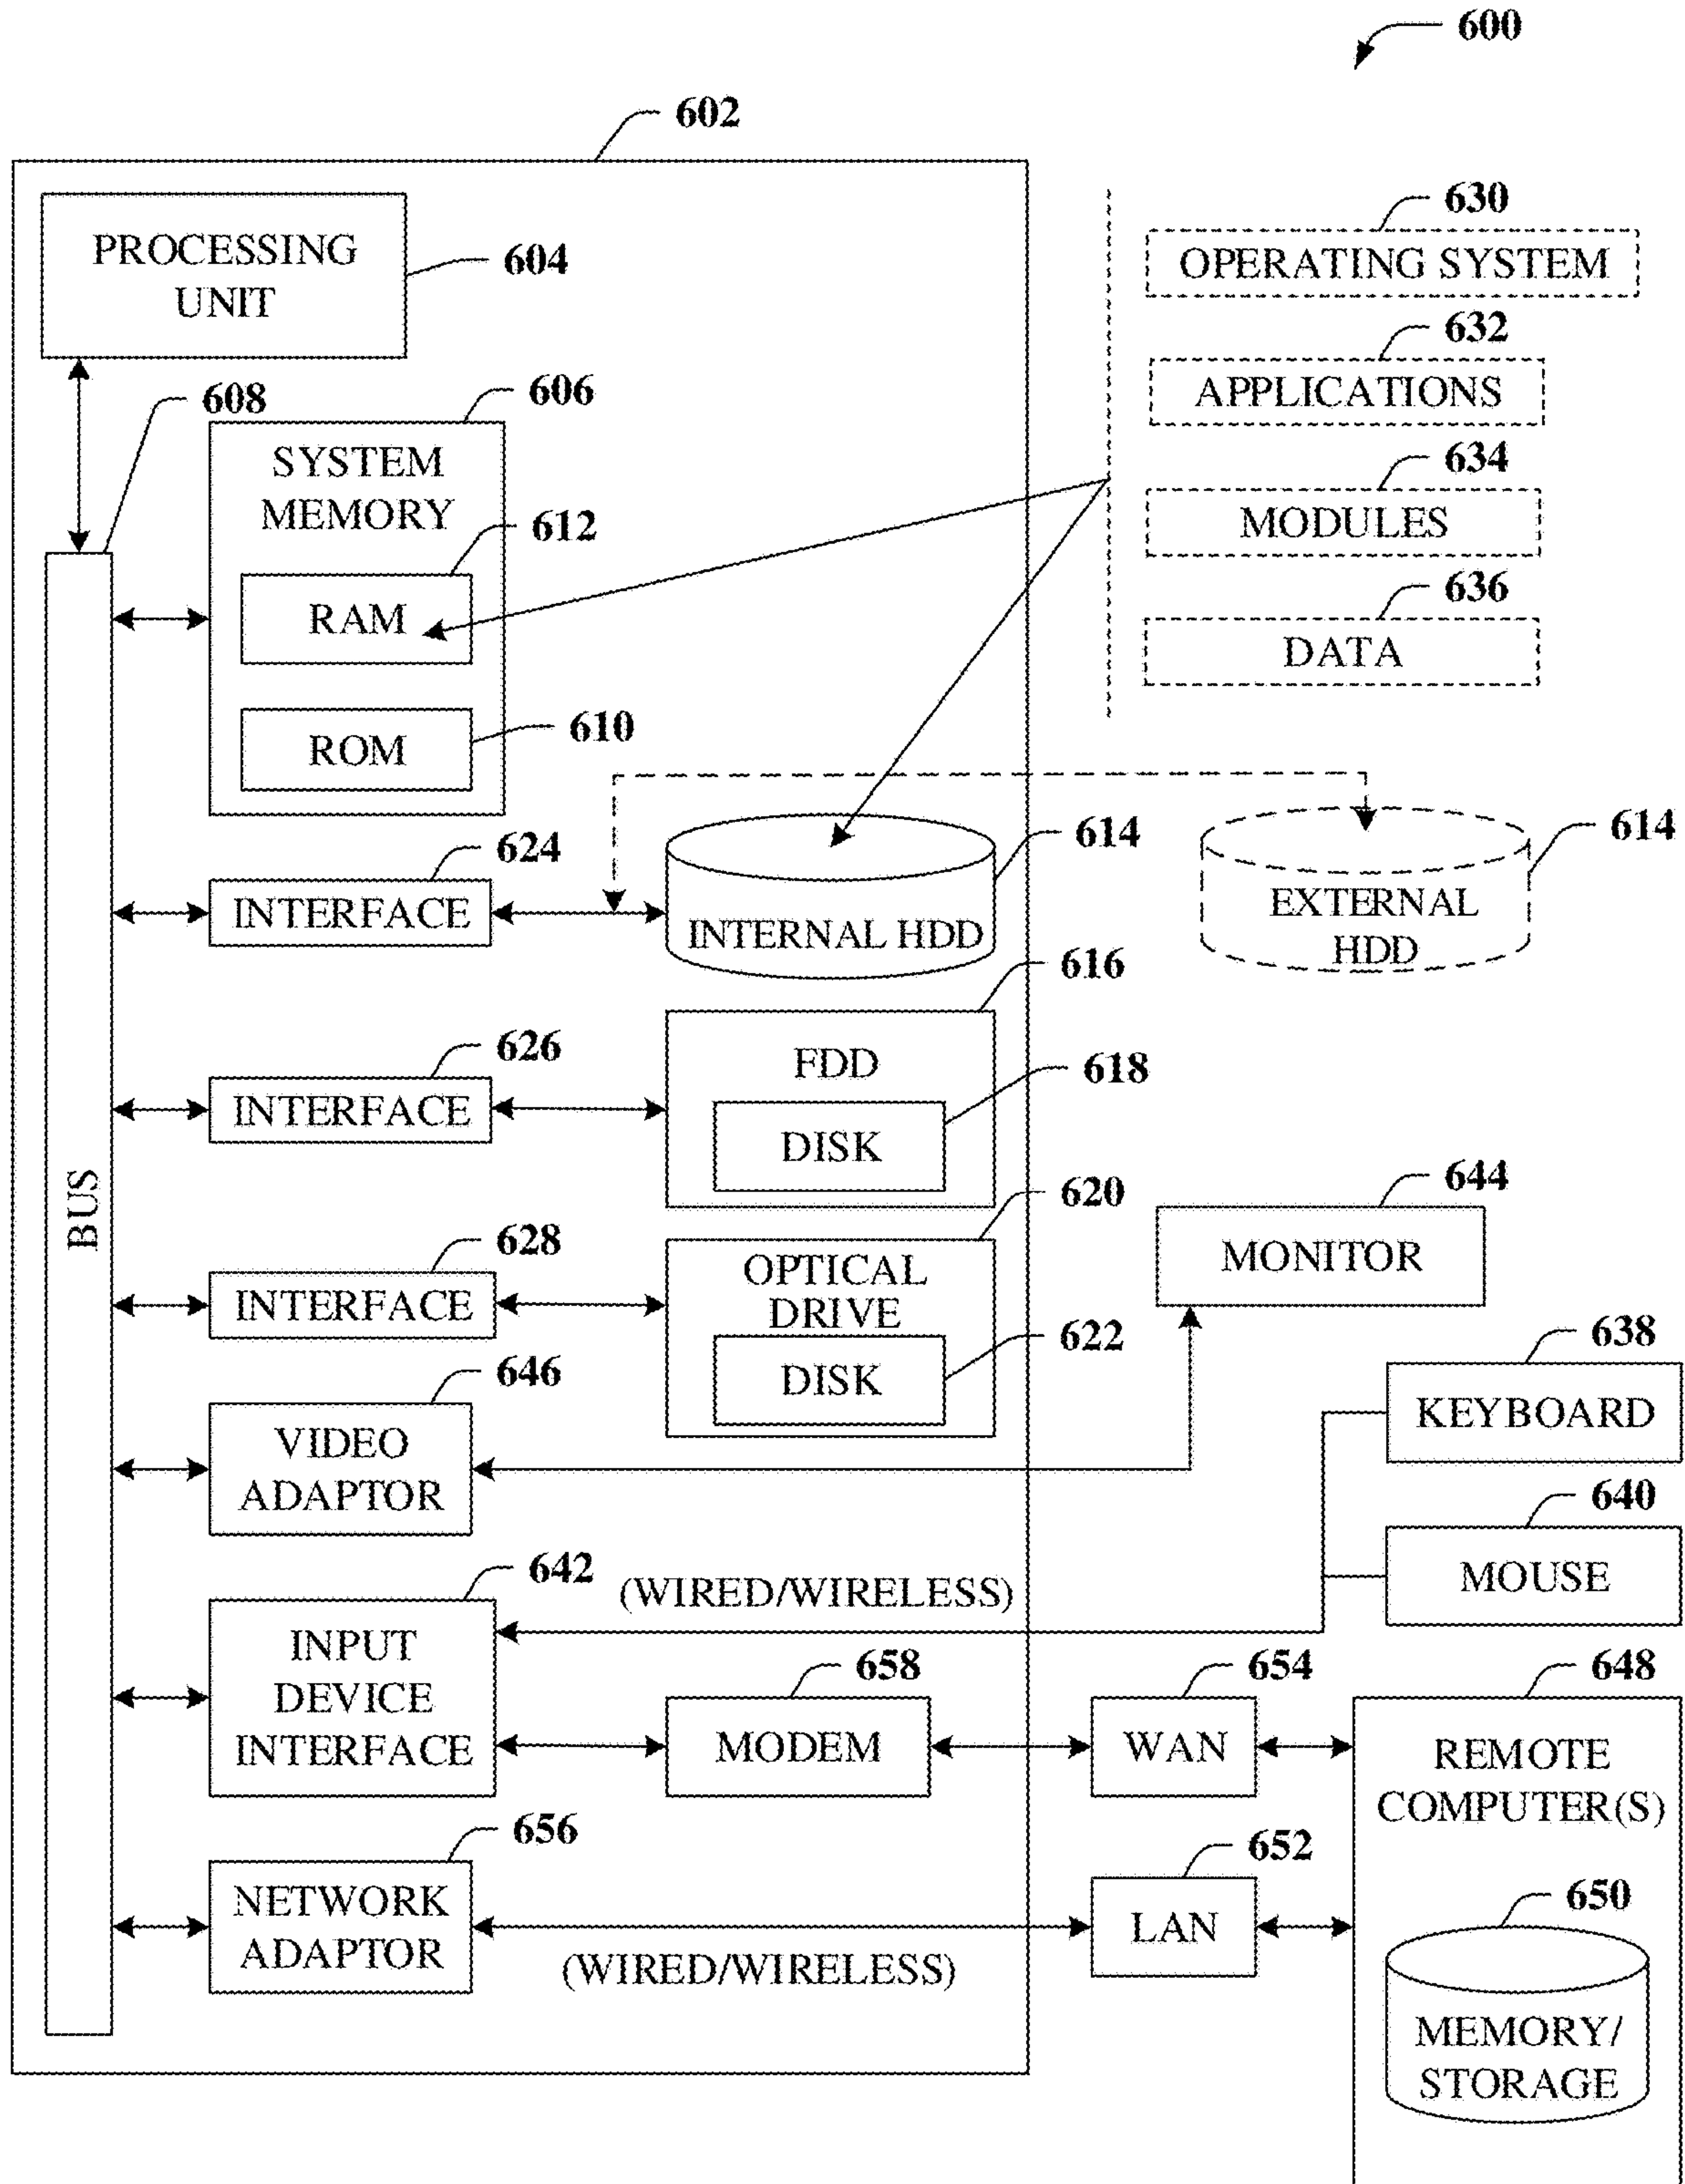 600
602
PROCESSING
UNIT
604
630
OPERATING SYSTEM
632
APPLICATIONS
634
MODULES
636
DATA
608
606
SYSTEM
MEMORY
612
RAM
610
ROM
624
INTERFACE
614
INTERNAL HDD
614
EXTERNAL
HDD
616
FDD
618
DISK
626
INTERFACE
BUS
620
OPTICAL
DRIVE
622
DISK
628
INTERFACE
644
MONITOR
638
KEYBOARD
646
VIDEO
ADAPTOR
640
MOUSE
642
(WIRED/WIRELESS)
INPUT
DEVICE
INTERFACE
658
MODEM
654
WAN
648
REMOTE
COMPUTER(S)
656
NETWORK
ADAPTOR
(WIRED/WIRELESS)
652
LAN
650
MEMORY/
STORAGE